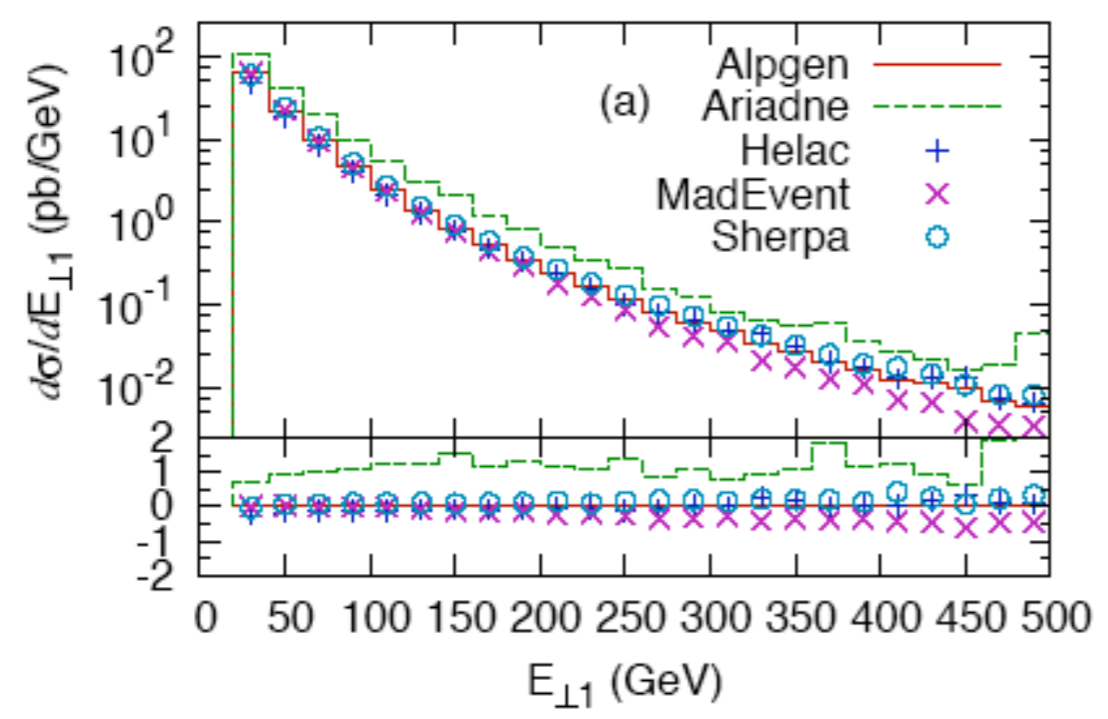 10²
10¹
10⁰
10⁻¹
10⁻²
dσ/dE⊥1 (pb/GeV)
(a)
Alpgen
Ariadne
Helac
MadEvent
Sherpa
2
1
0
-1
-2
0 50 100 150 200 250 300 350 400 450 500
E⊥1 (GeV)